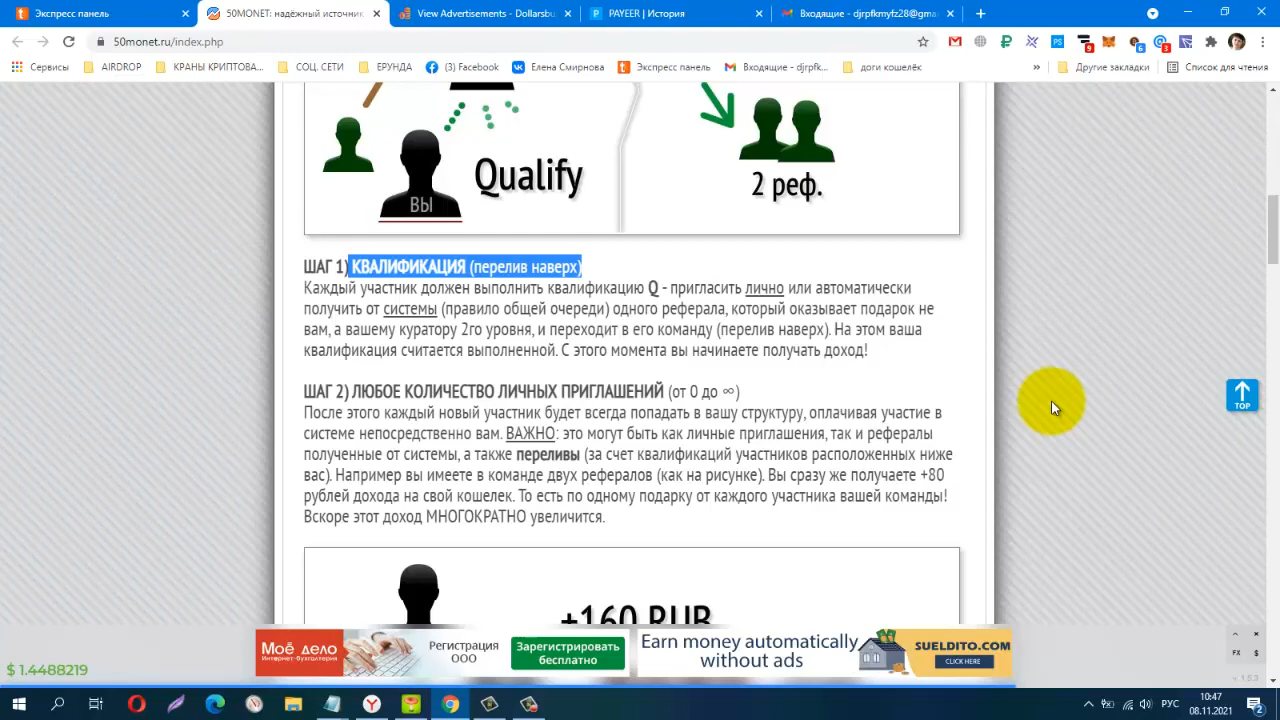 Экспресс панель
50MONET: надёжный источник
View Advertisements - Dollarsbu
PAYEER | История
Входящие - djrpfkmyfz28@gma
50monet.ru/index.php
Сервисы
AIRDROP
КРАНЫ КРИПТОВА...
СОЦ. СЕТИ
ЕРУНДА
(3) Facebook
Елена Смирнова
Экспресс панель
Входящие - djrpfk...
доги кошелёк
»
Другие закладки
Список для чтения
ВЫ
Qualify
2 реф.
ШАГ 1) КВАЛИФИКАЦИЯ (перелив наверх)
Каждый участник должен выполнить квалификацию Q - пригласить лично или автоматически
получить от системы (правило общей очереди) одного реферала, который оказывает подарок не
вам, а вашему куратору 2го уровня, и переходит в его команду (перелив наверх). На этом ваша
квалификация считается выполненной. С этого момента вы начинаете получать доход!
ШАГ 2) ЛЮБОЕ КОЛИЧЕСТВО ЛИЧНЫХ ПРИГЛАШЕНИЙ (от 0 до ∞)
После этого каждый новый участник будет всегда попадать в вашу структуру, оплачивая участие в
системе непосредственно вам. ВАЖНО: это могут быть как личные приглашения, так и рефералы
полученные от системы, а также переливы (за счет квалификаций участников расположенных ниже
вас). Например вы имеете в команде двух рефералов (как на рисунке). Вы сразу же получаете +80
рублей дохода на свой кошелек. То есть по одному подарку от каждого участника вашей команды!
Вскоре этот доход МНОГОКРАТНО увеличится.
TOP
+160 RUB
Моё дело
Интернет-бухгалтерия
Регистрация
ООО
Зарегистрировать
бесплатно
Earn money automatically
without ads
SUELDITO.COM
CLICK HERE
$ 1.4488219
FX
$
v. 1.5.3
РУС
10:47
08.11.2021